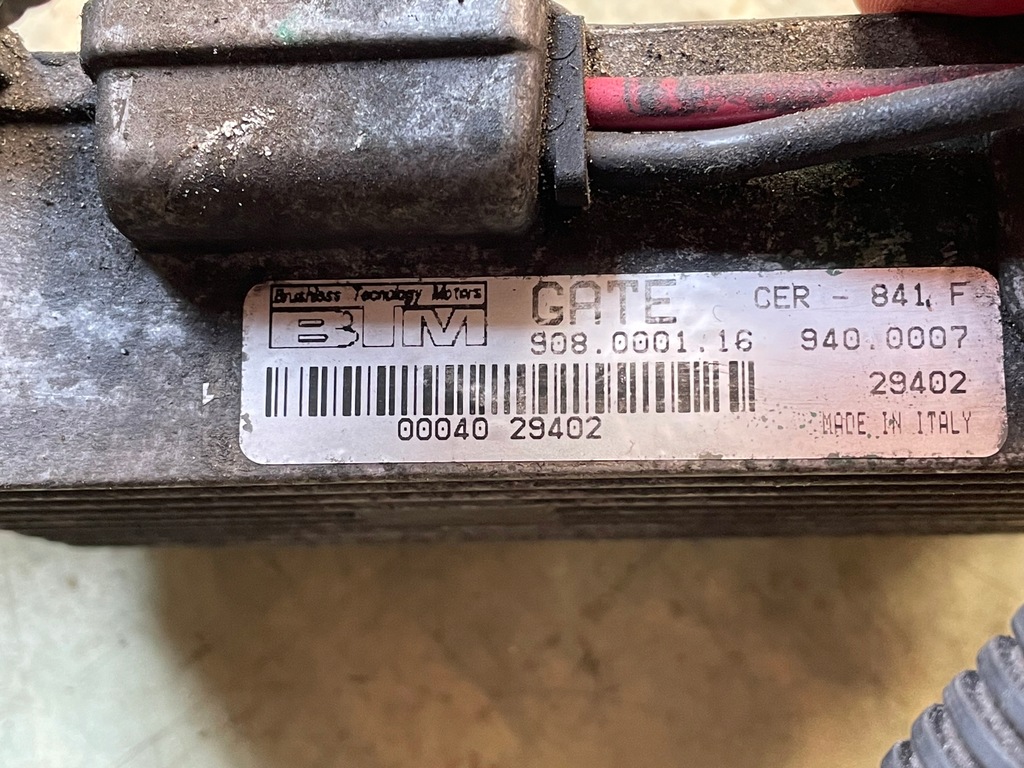 Brushless Tecnology Motors
BTM
GATE
CER - 841 F
908.0001.16
940.0007
29402
00040 29402
MADE IN ITALY